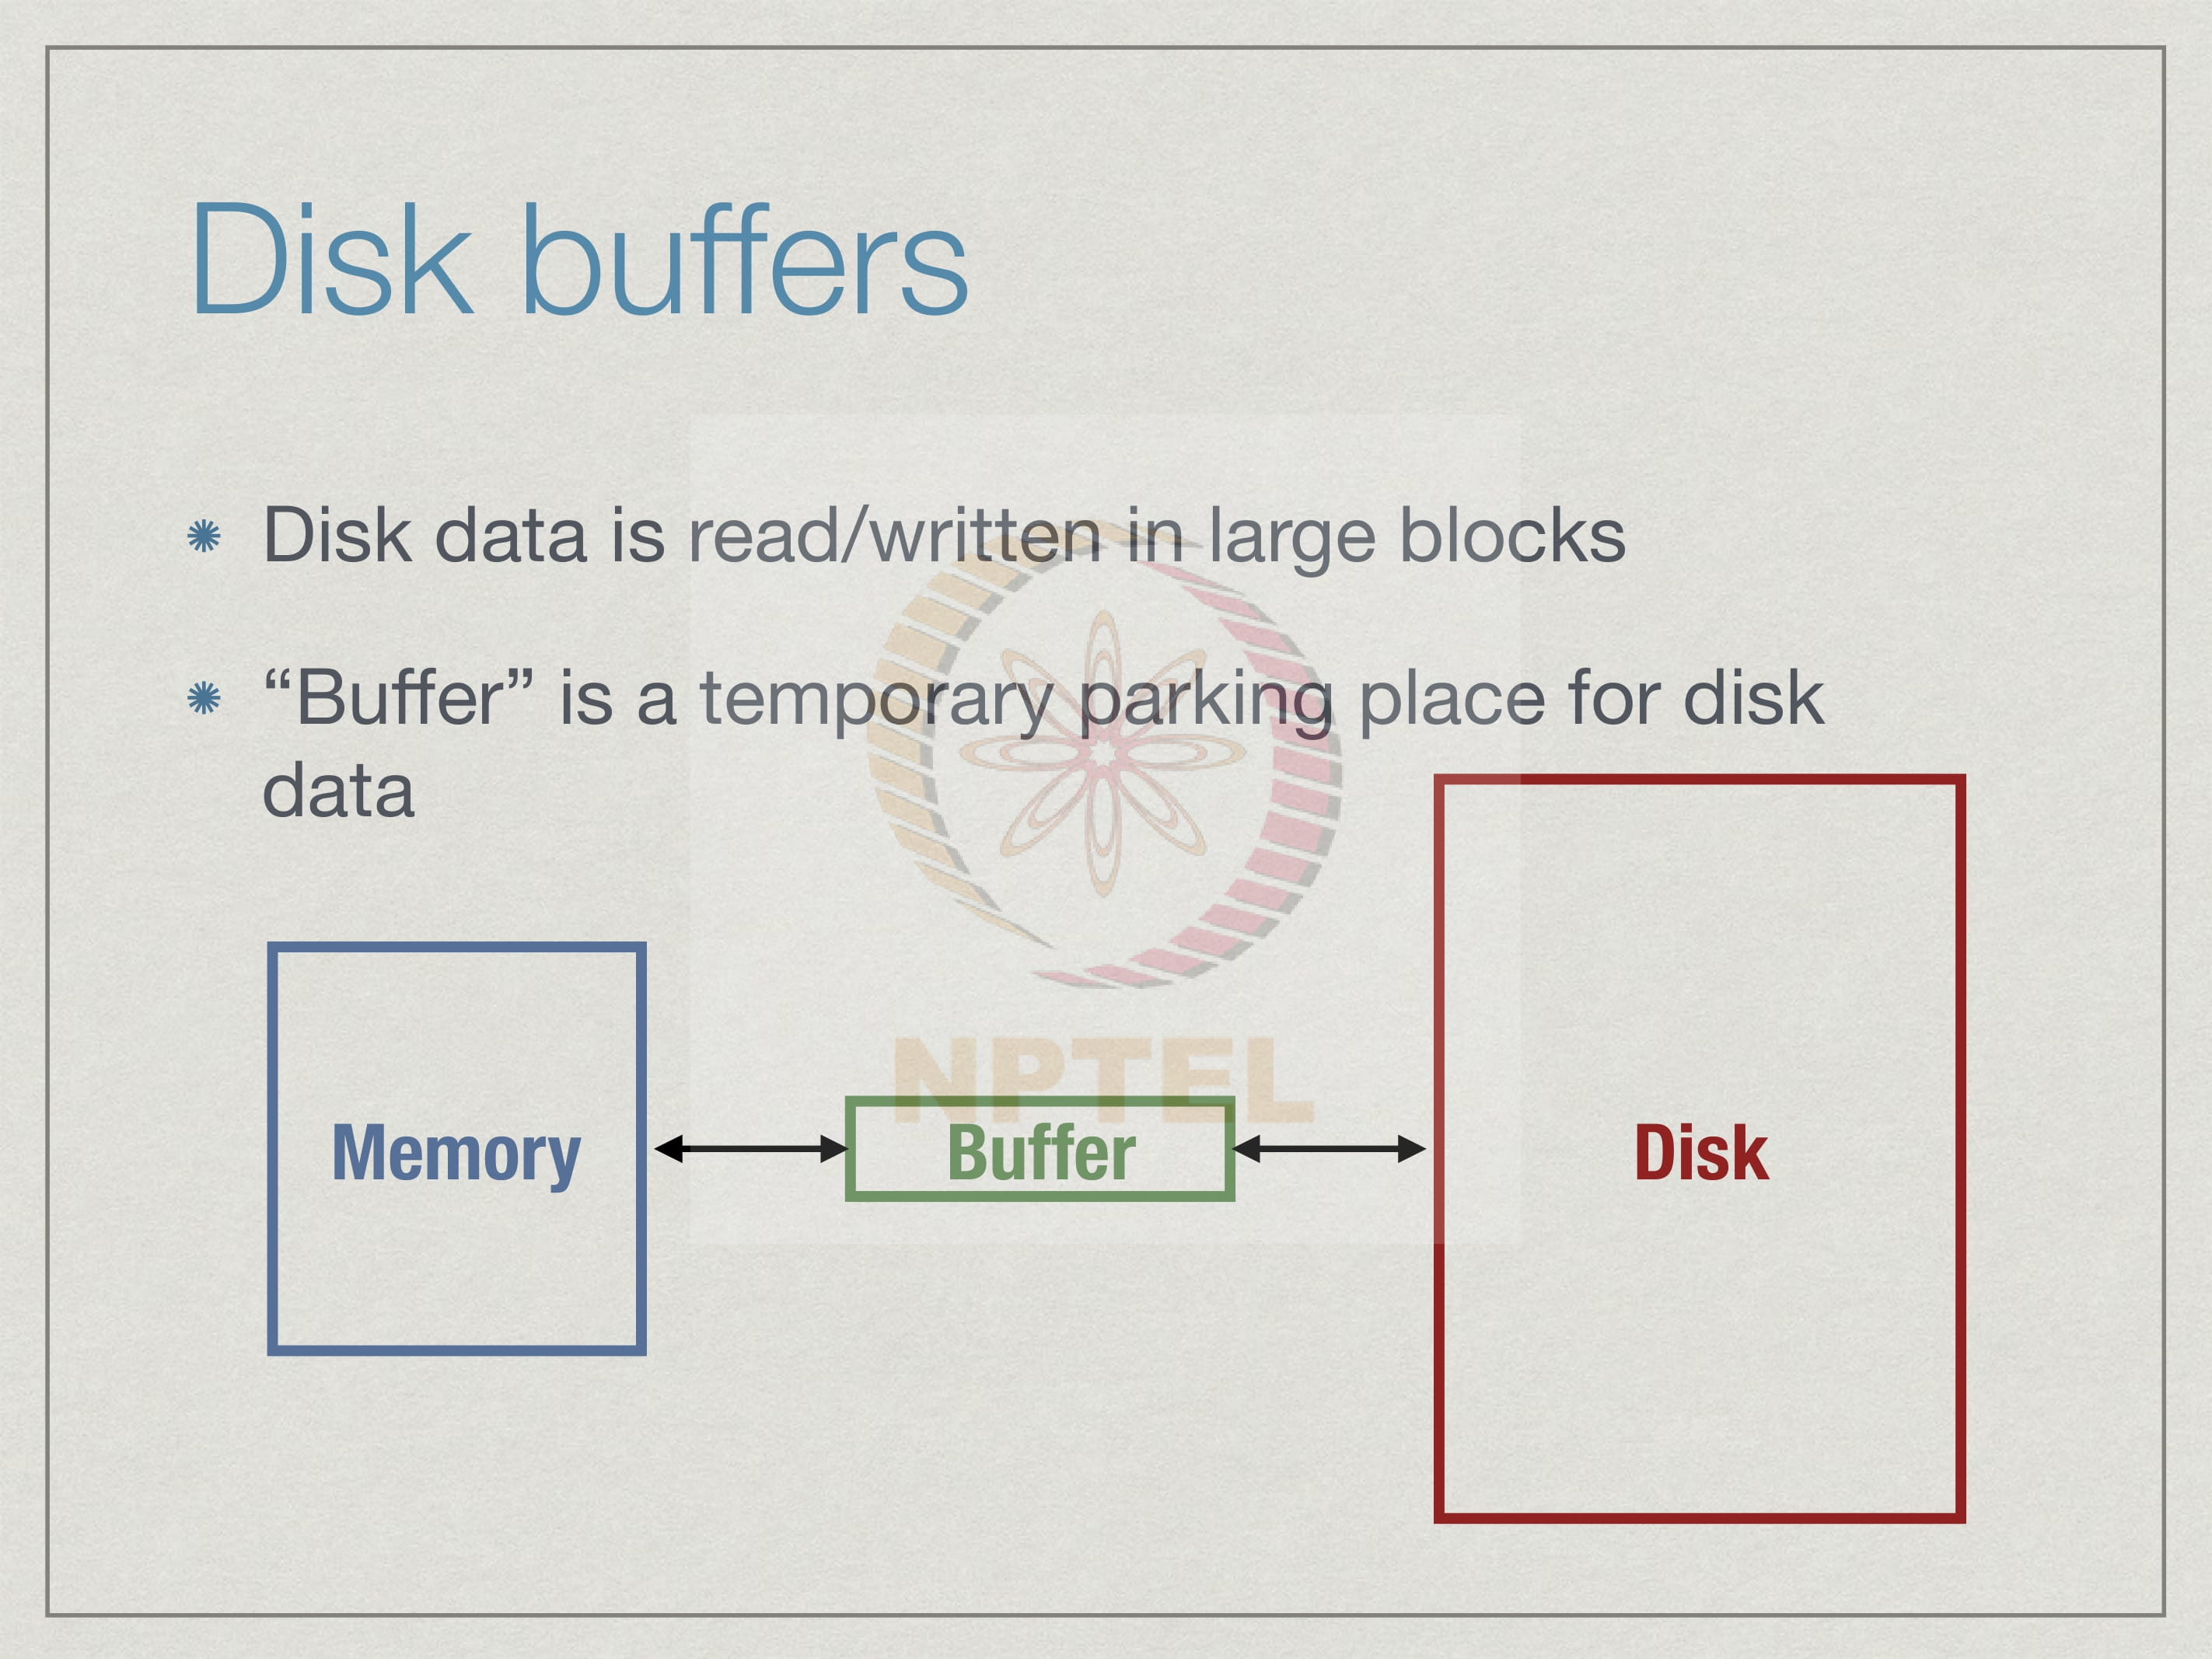 Disk buffers
Disk data is read/written in large blocks
“Buffer” is a temporary parking place for disk
data
NPTEL
Memory
Buffer
Disk